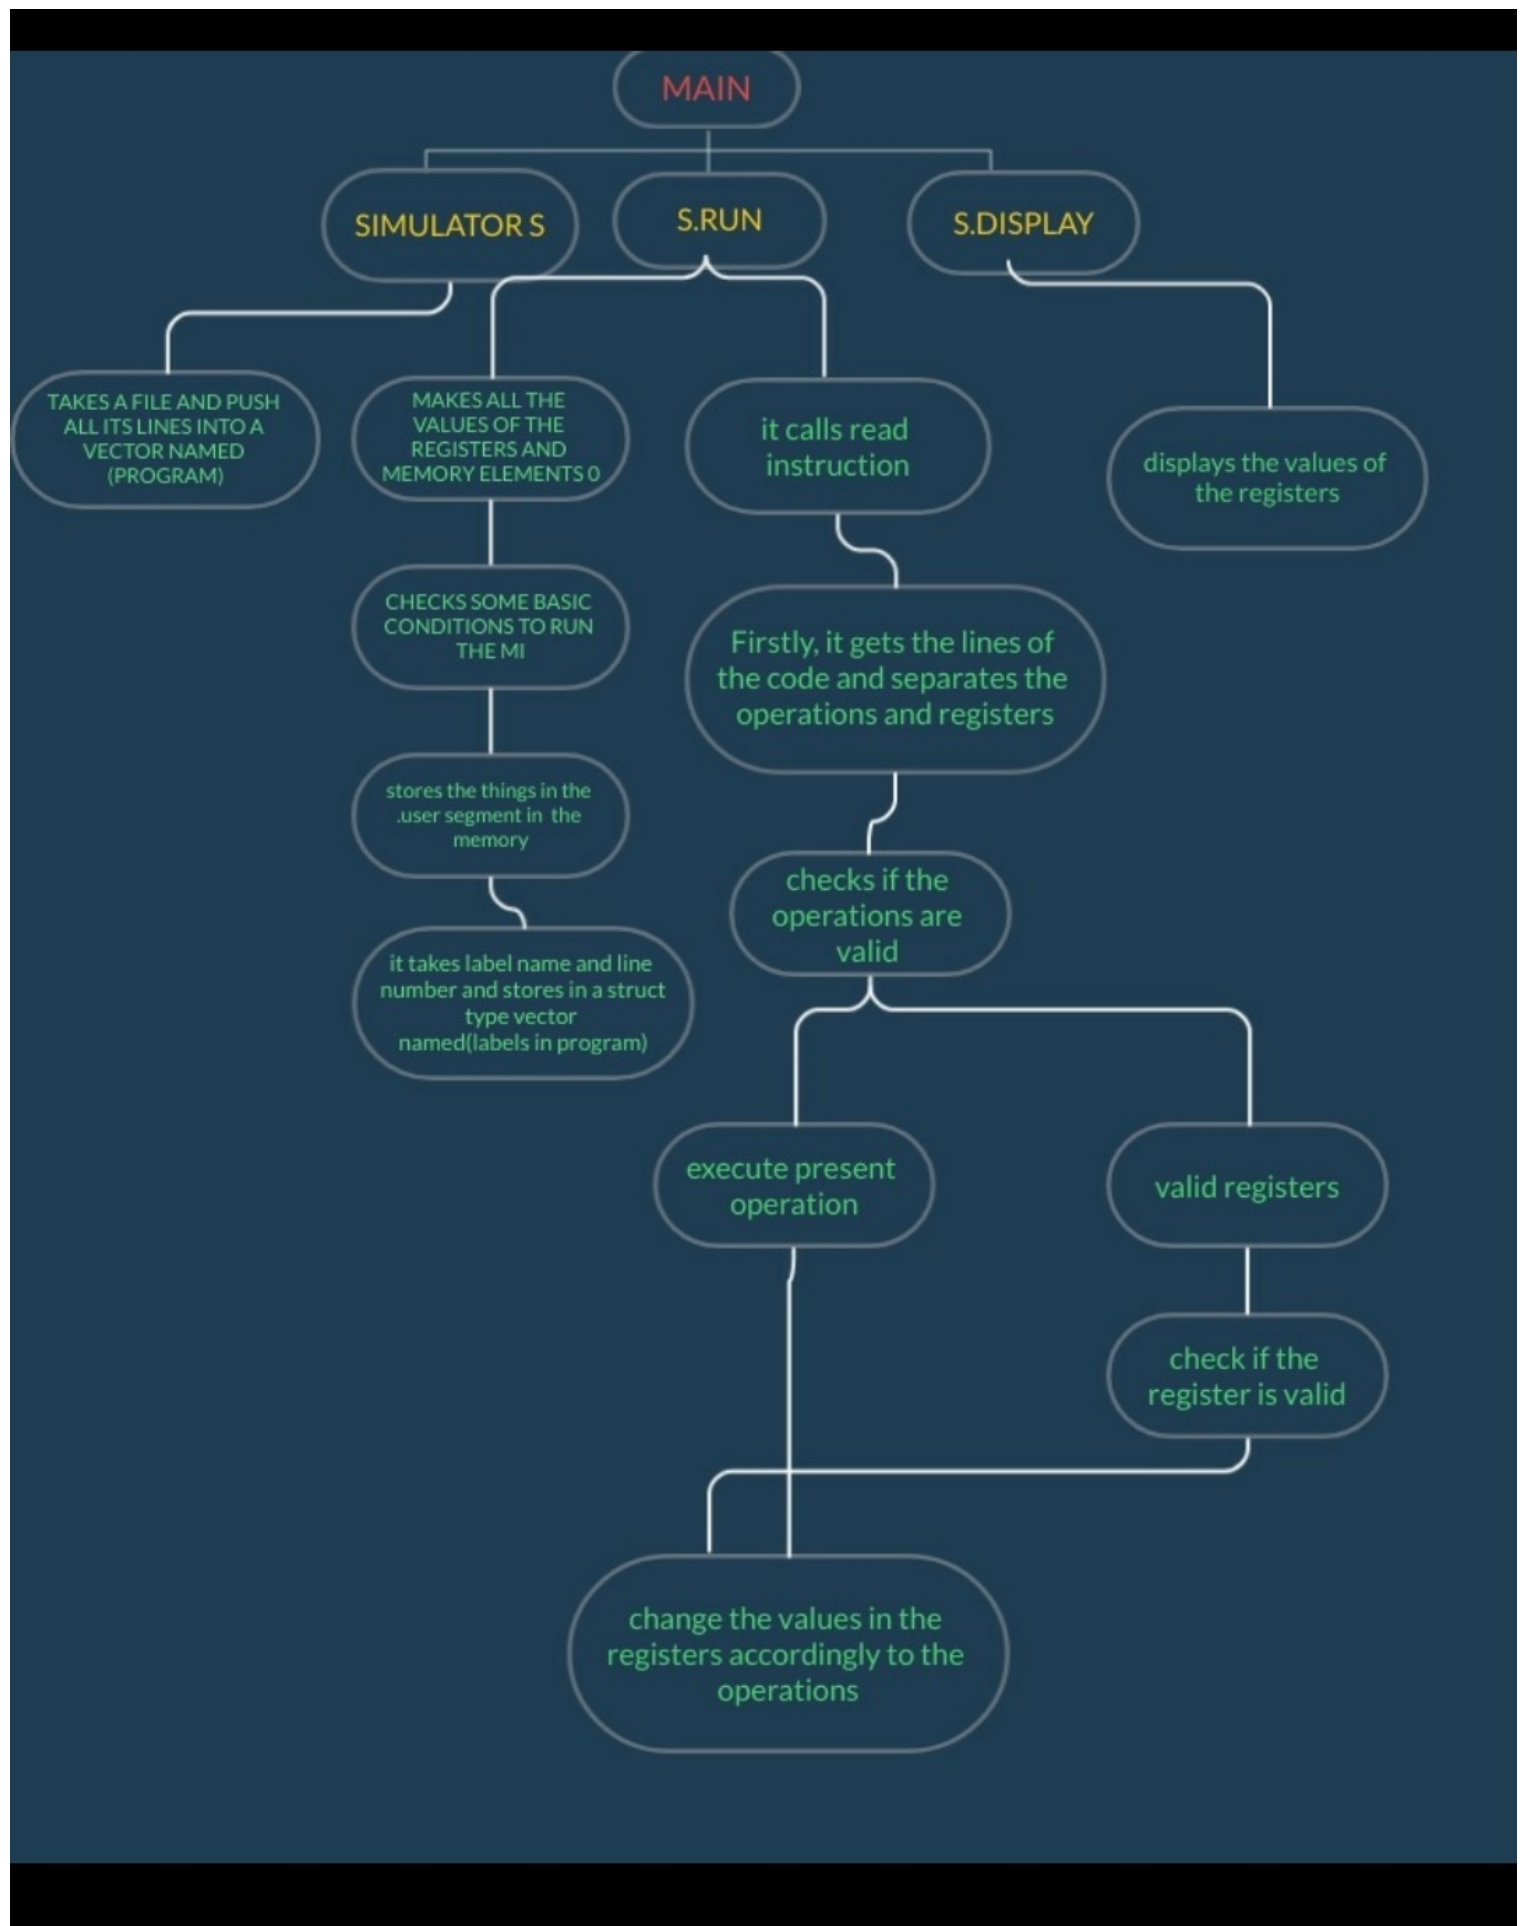 MAIN
SIMULATOR S
S.RUN
S.DISPLAY
TAKES A FILE AND PUSH
ALL ITS LINES INTO A
VECTOR NAMED
(PROGRAM)
MAKES ALL THE
VALUES OF THE
REGISTERS AND
MEMORY ELEMENTS 0
it calls read
instruction
displays the values of
the registers
CHECKS SOME BASIC
CONDITIONS TO RUN
THE MI
Firstly, it gets the lines of
the code and separates the
operations and registers
stores the things in the
.user segment in the
memory
checks if the
operations are
valid
it takes label name and line
number and stores in a struct
type vector
named(labels in program)
execute present
operation
valid registers
check if the
register is valid
change the values in the
registers accordingly to the
operations